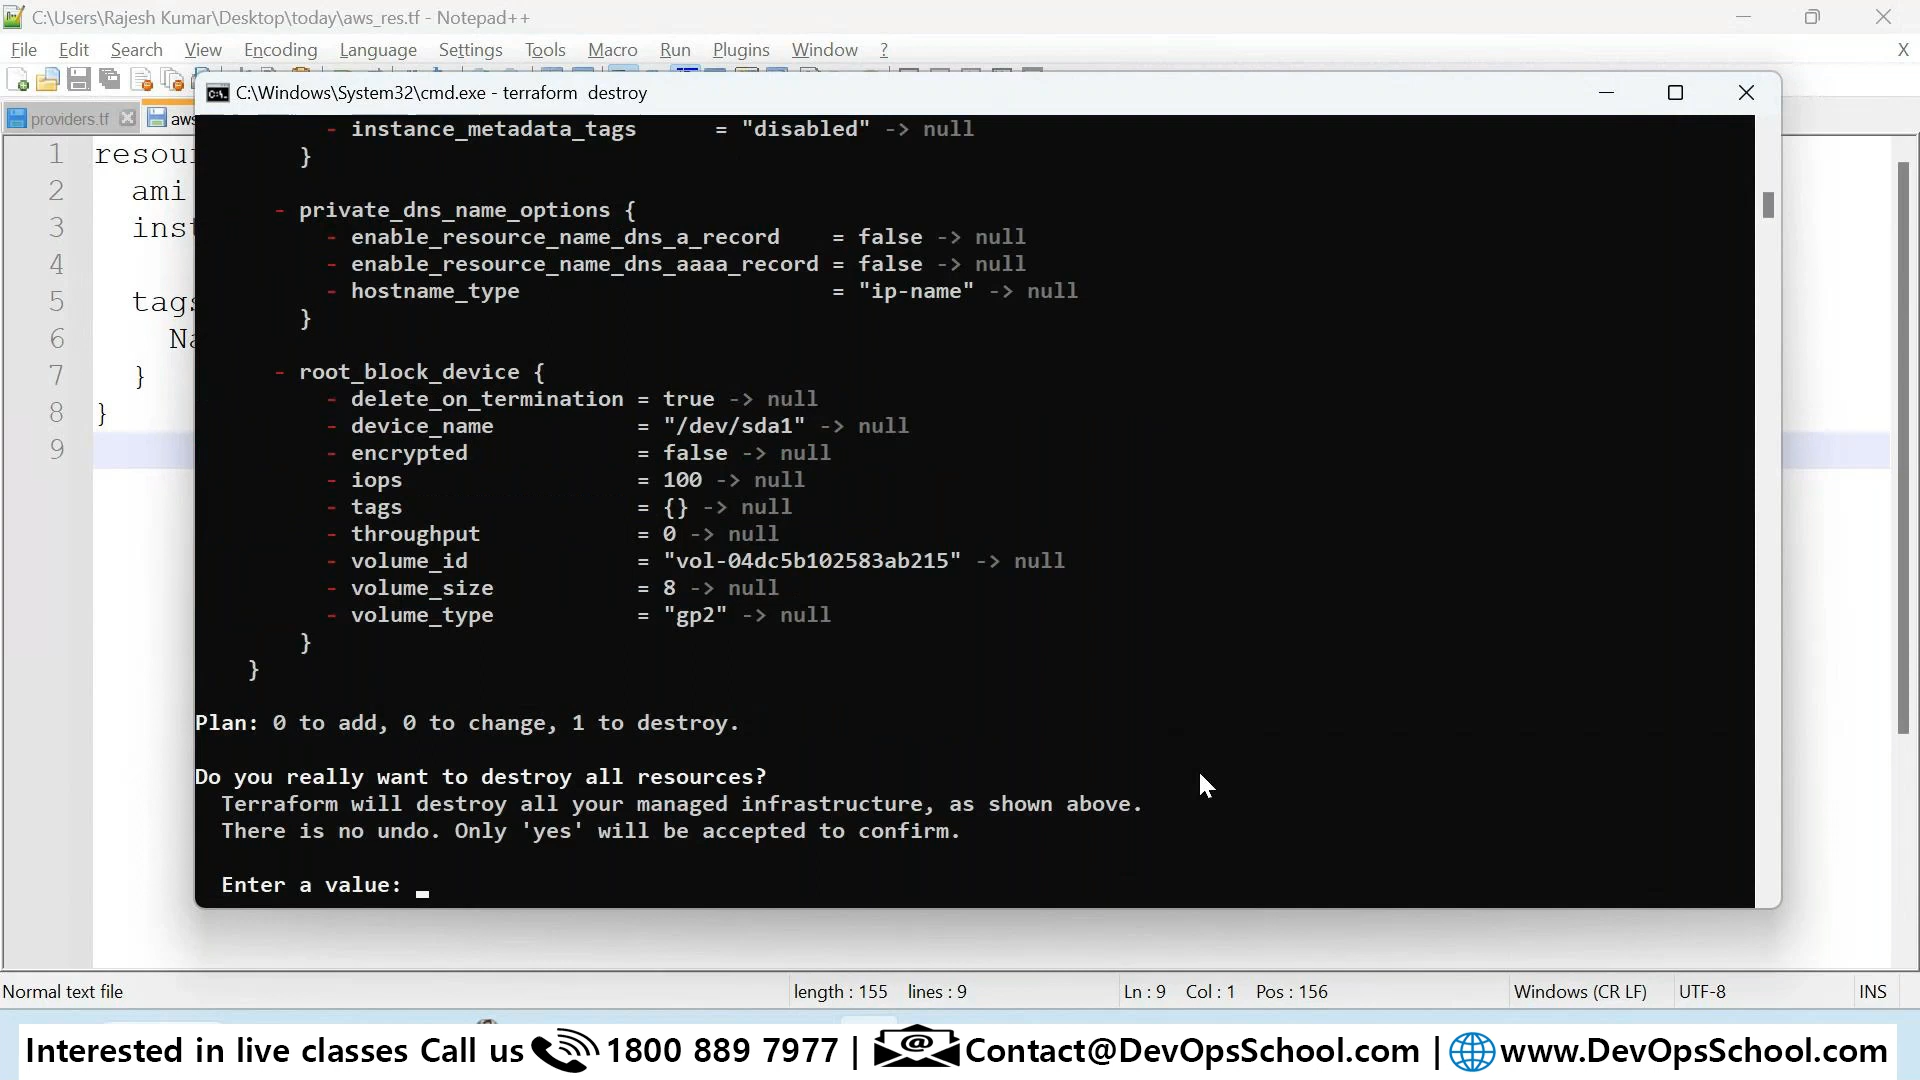 C:\Users\Rajesh Kumar\Desktop\today\aws_res.tf - Notepad++
File Edit Search View Encoding Language Settings Tools Macro Run Plugins Window ? X
C:\Windows\System32\cmd.exe - terraform  destroy
providers.tf
1
2 ami
3
4
5
6
7 }
8 }
9
- instance_metadata_tags      = "disabled" -> null
}
- private_dns_name_options {
- enable_resource_name_dns_a_record    = false -> null
- enable_resource_name_dns_aaaa_record = false -> null
- hostname_type                        = "ip-name" -> null
}
- root_block_device {
- delete_on_termination = true -> null
- device_name           = "/dev/sda1" -> null
- encrypted             = false -> null
- iops                  = 100 -> null
- tags                  = {} -> null
- throughput            = 0 -> null
- volume_id             = "vol-04dc5b102583ab215" -> null
- volume_size           = 8 -> null
- volume_type           = "gp2" -> null
}
}
Plan: 0 to add, 0 to change, 1 to destroy.
Do you really want to destroy all resources?
Terraform will destroy all your managed infrastructure, as shown above.
There is no undo. Only 'yes' will be accepted to confirm.
Enter a value:
Normal text file length : 155 lines : 9 Ln : 9 Col : 1 Pos : 156 Windows (CR LF) UTF-8 INS
Interested in live classes Call us 1800 889 7977 | Contact@DevOpsSchool.com | www.DevOpsSchool.com